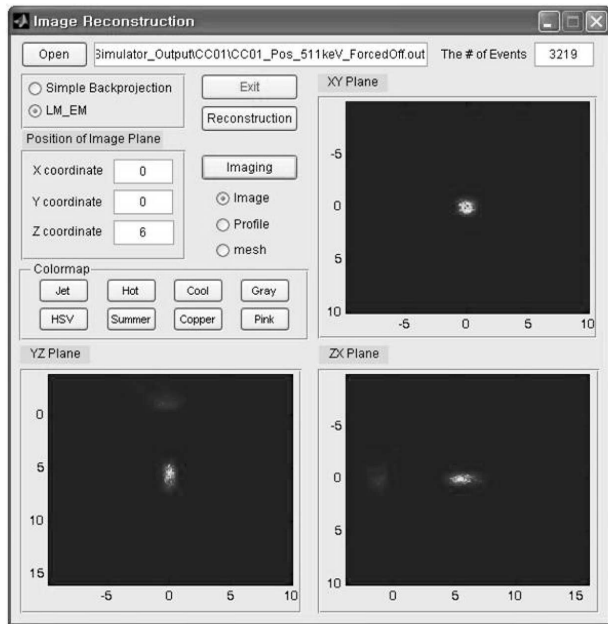 Image Reconstruction
Open
Simulator_Output\CC01\CC01_Pos_511keV_ForcedOff.out
The # of Events
3219
Simple Backprojection
LM_EM
Exit
Reconstruction
Position of Image Plane
X coordinate
0
Y coordinate
0
Z coordinate
6
Imaging
Image
Profile
mesh
Colormap
Jet
Hot
Cool
Gray
HSV
Summer
Copper
Pink
XY Plane
-5
0
5
10
-5 0 5 10
YZ Plane
0
5
10
15
-5 0 5 10
ZX Plane
-5
0
5
10
0 5 10 15